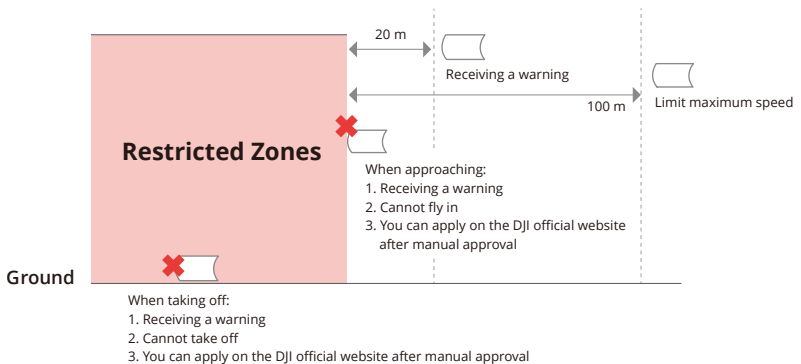 20 m
Receiving a warning
100 m
Limit maximum speed
Restricted Zones
When approaching:
1. Receiving a warning
2. Cannot fly in
3. You can apply on the DJI official website
after manual approval
Ground
When taking off:
1. Receiving a warning
2. Cannot take off
3. You can apply on the DJI official website after manual approval